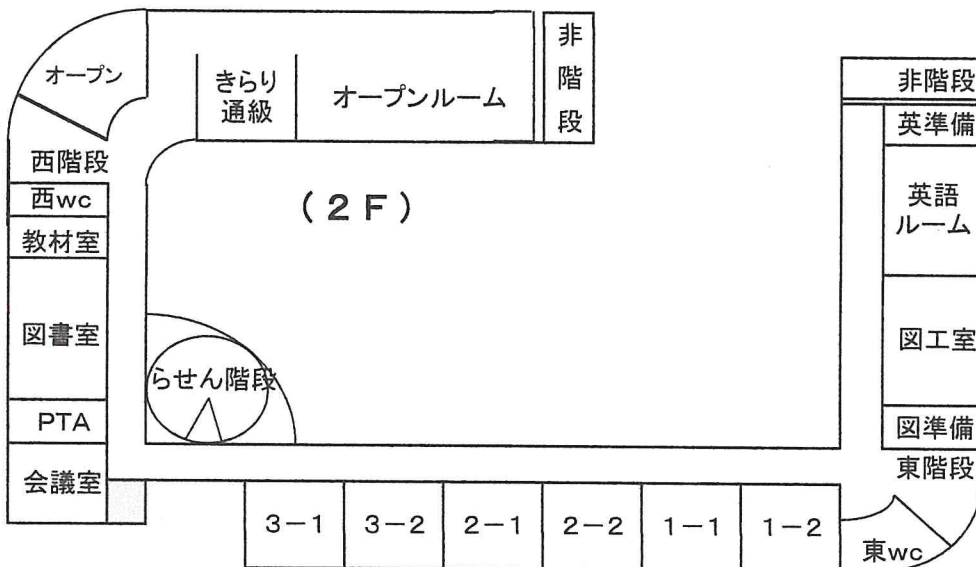 オープン
きらり
通級
オープンルーム
非
階
段
非階段
英準備
英語
ルーム
図工室
図準備
東階段
東wc
西階段
西wc
教材室
図書室
PTA
会議室
(2F)
らせん階段
3-1
3-2
2-1
2-2
1-1
1-2